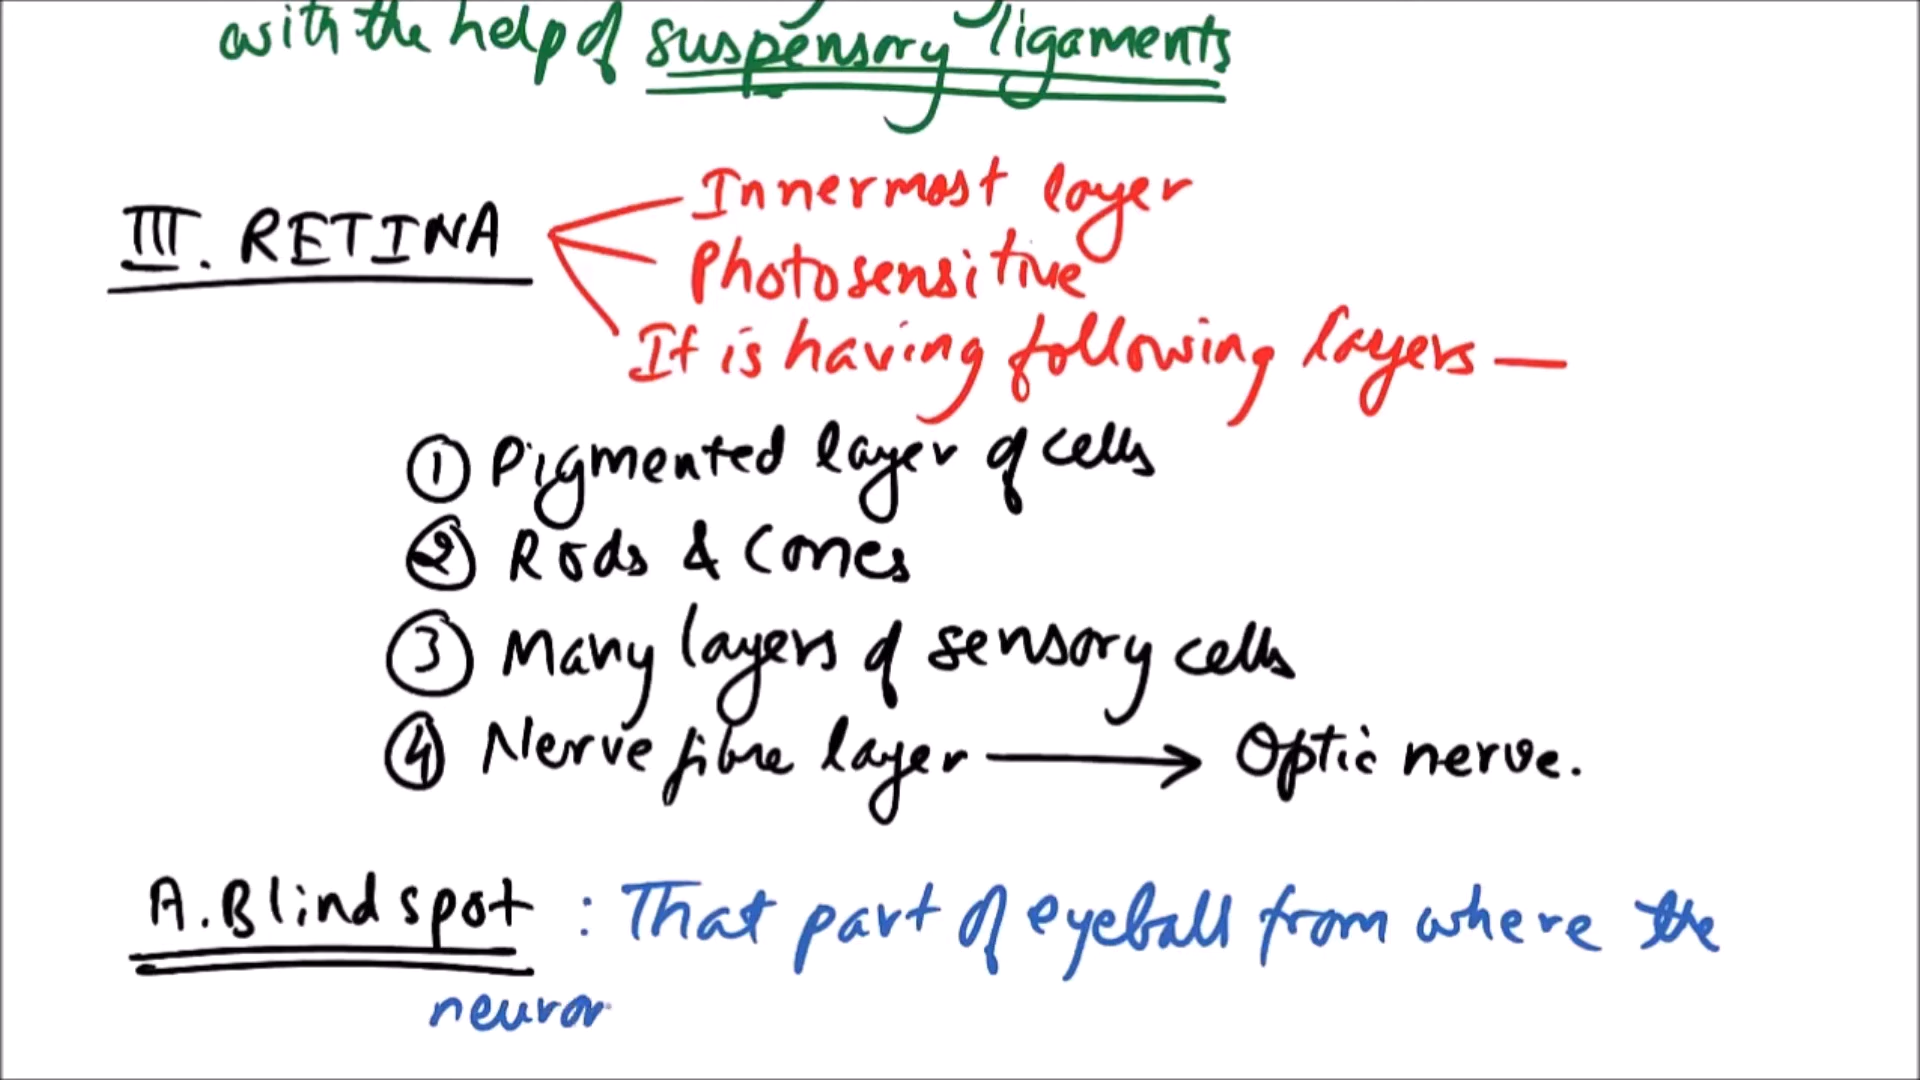 with the help of suspensory ligaments
III. RETINA
Innermost layer
Photosensitive
It is having following layers —
① Pigmented layer of cells
② Rods & Cones
③ Many layers of sensory cells
④ Nerve fibre layer → Optic nerve.
A. Blind spot : That part of eyeball from where the
neuron